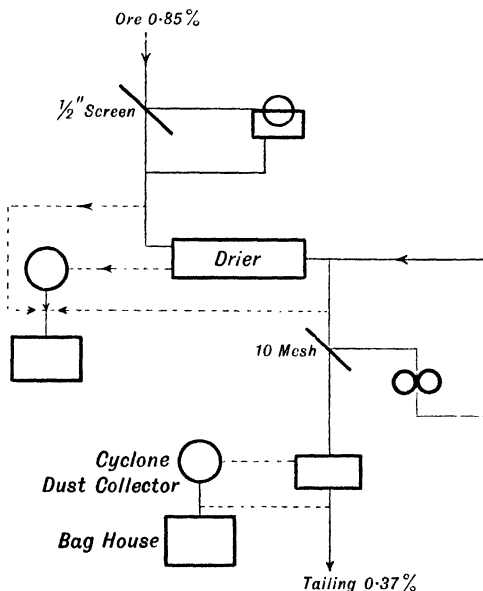 Ore 0·85%
½" Screen
Drier
10 Mesh
Cyclone
Dust Collector
Bag House
Tailing 0·37%